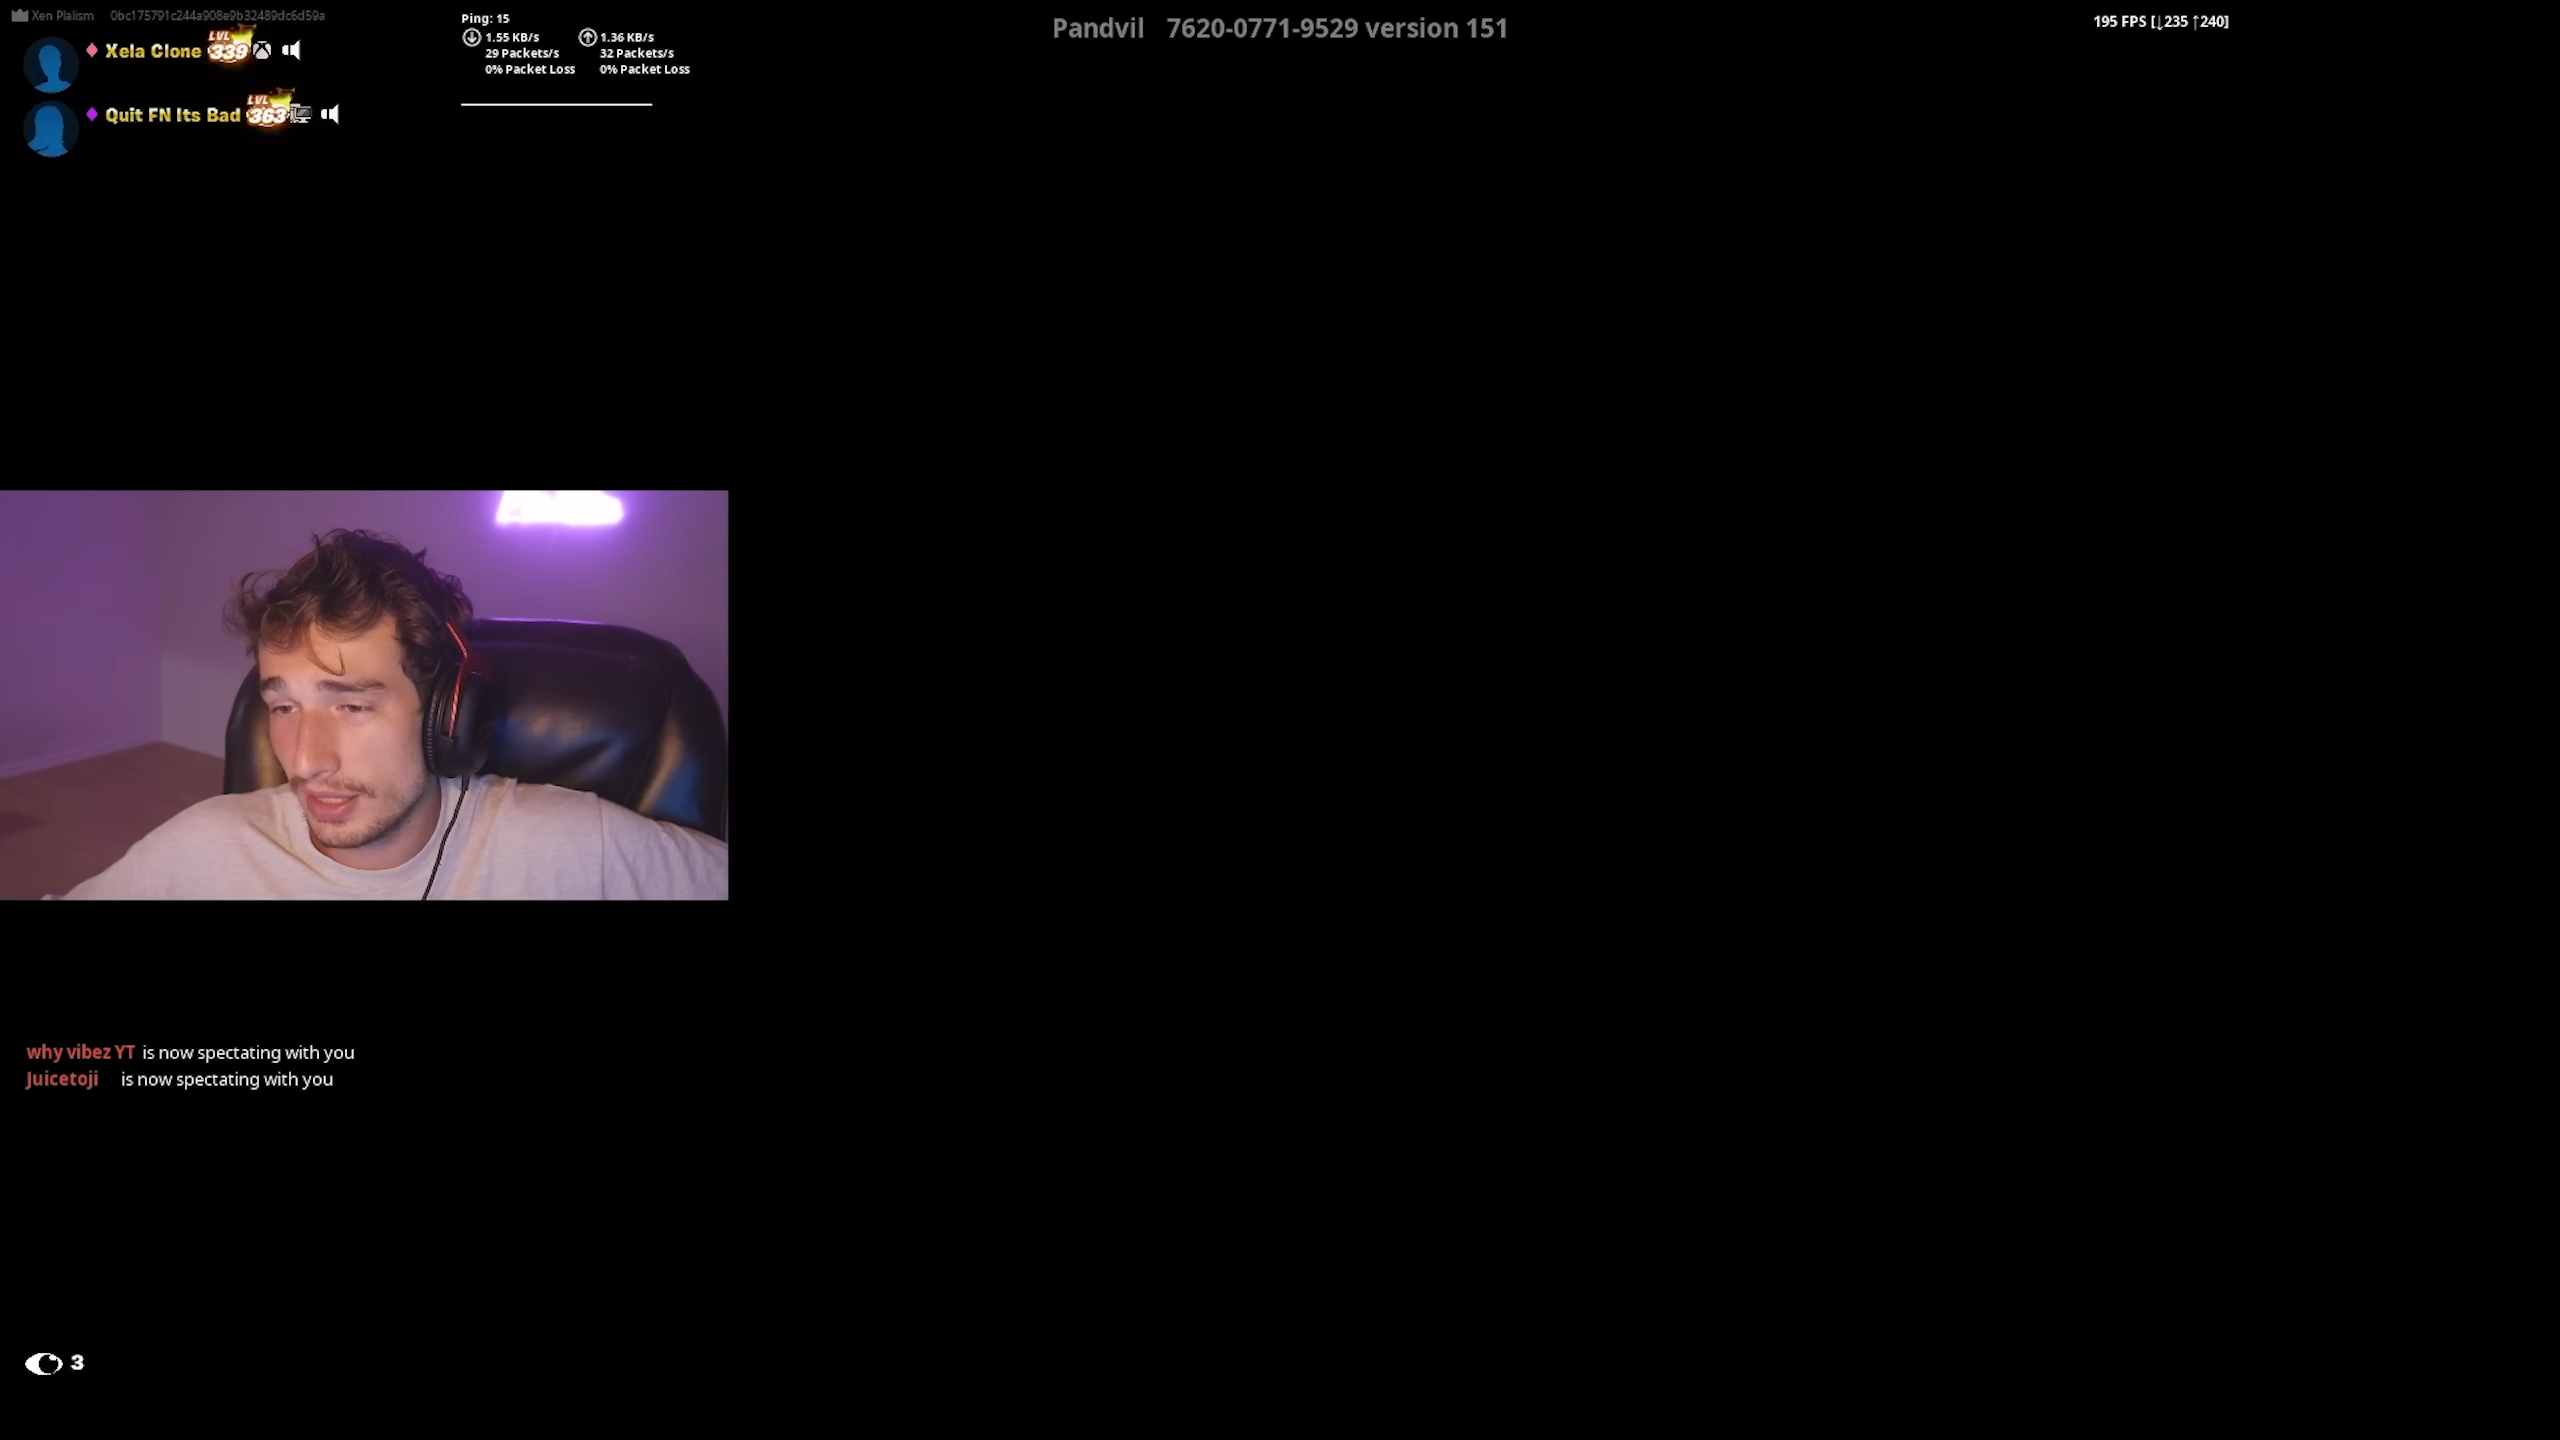 Xen Plalism 0bc175791c244a908e9b32489dc6d59a
Xela Clone LVL 339
Quit FN Its Bad LVL 363
Ping: 15
1.55 KB/s 1.36 KB/s
29 Packets/s 32 Packets/s
0% Packet Loss 0% Packet Loss
Pandvil 7620-0771-9529 version 151
195 FPS [↓235 ↑240]
why vibez YT is now spectating with you
Juicetoji is now spectating with you
3